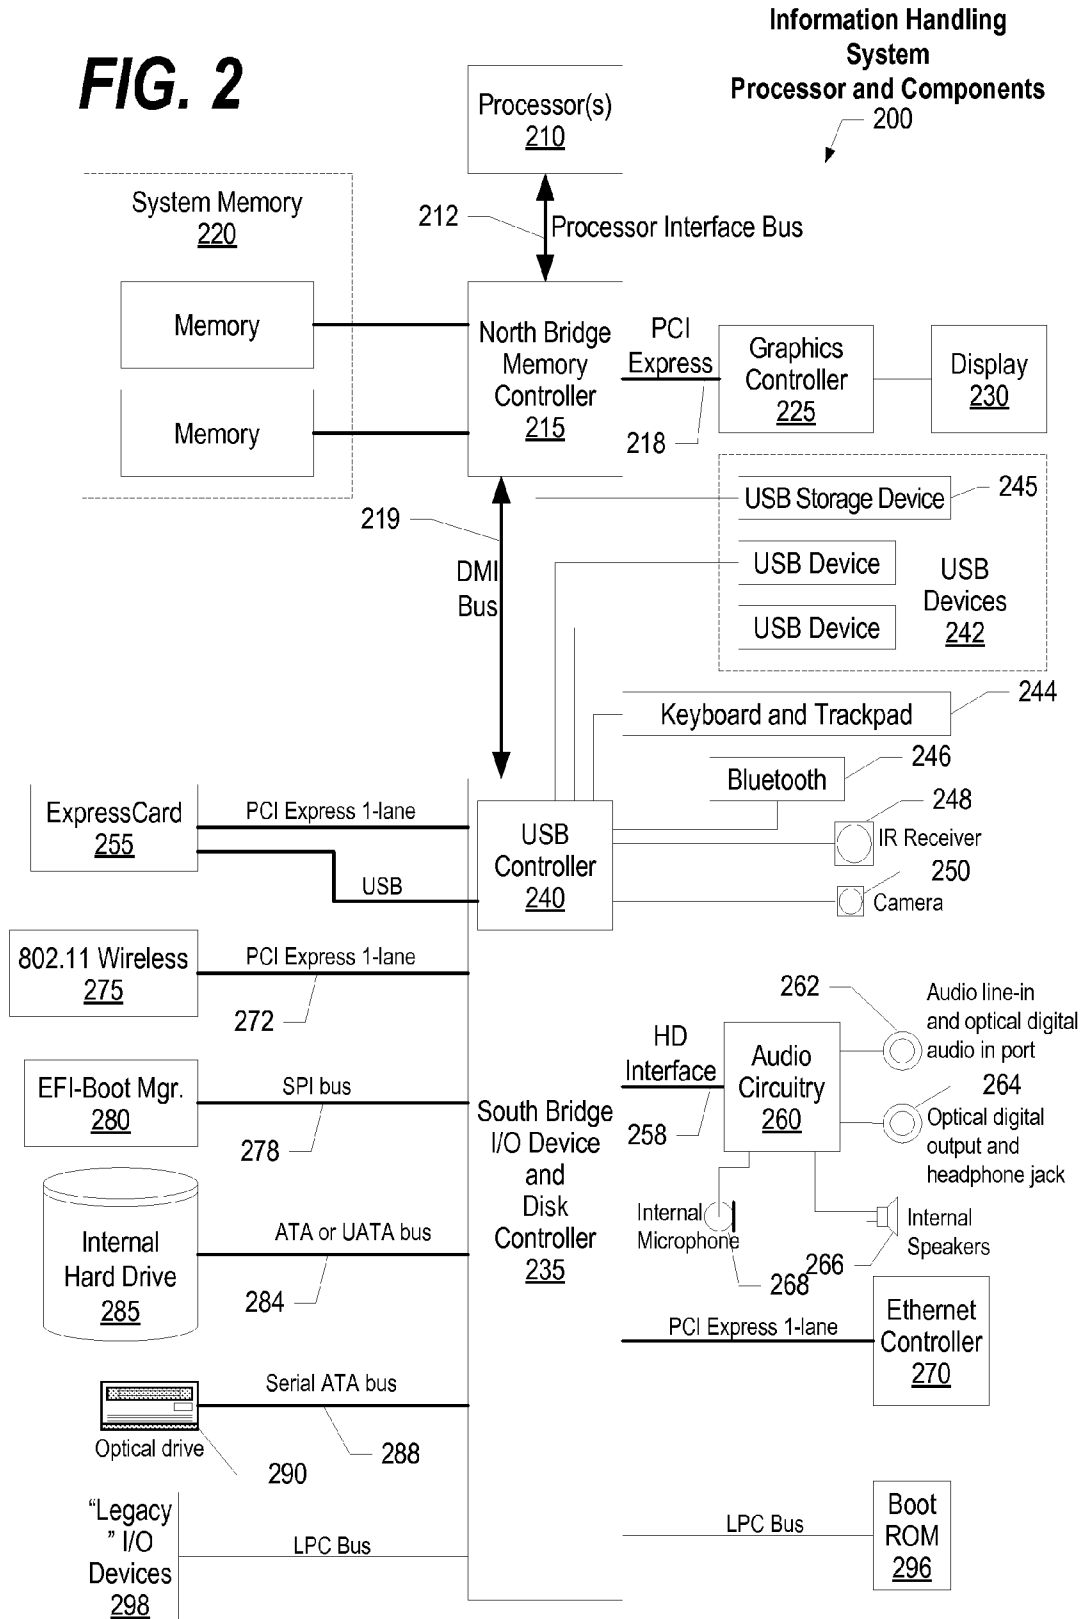 Information Handling
System
Processor and Components
200
FIG. 2
Processor(s)
210
System Memory
220
212
Processor Interface Bus
Memory
Memory
North Bridge
Memory
Controller
215
PCI
Express
218
Graphics
Controller
225
Display
230
219
DMI
Bus
USB Storage Device
245
USB Device
USB Device
USB
Devices
242
Keyboard and Trackpad
244
Bluetooth
246
248
IR Receiver
250
Camera
ExpressCard
255
PCI Express 1-lane
USB
USB
Controller
240
802.11 Wireless
275
PCI Express 1-lane
272
EFI-Boot Mgr.
280
SPI bus
278
Internal
Hard Drive
285
ATA or UATA bus
284
South Bridge
I/O Device
and
Disk
Controller
235
HD
Interface
258
Audio
Circuitry
260
262
Audio line-in
and optical digital
audio in port
264
Optical digital
output and
headphone jack
Internal
Microphone
268
266
Internal
Speakers
PCI Express 1-lane
Ethernet
Controller
270
Serial ATA bus
288
Optical drive
290
“Legacy
” I/O
Devices
298
LPC Bus
LPC Bus
Boot
ROM
296